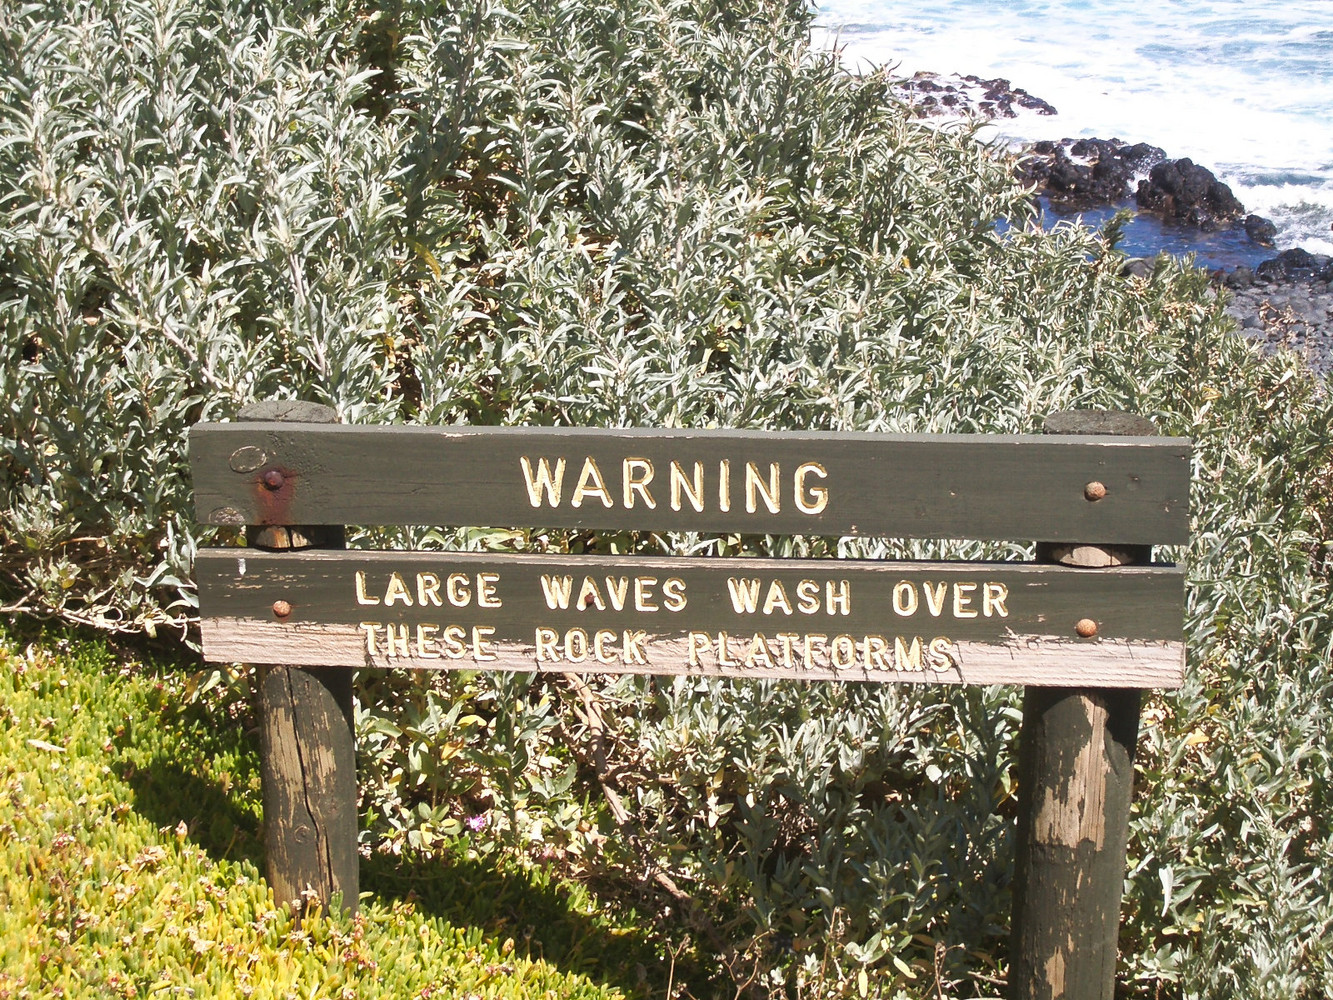 WARNING
LARGE WAVES WASH OVER
THESE ROCK PLATFORMS